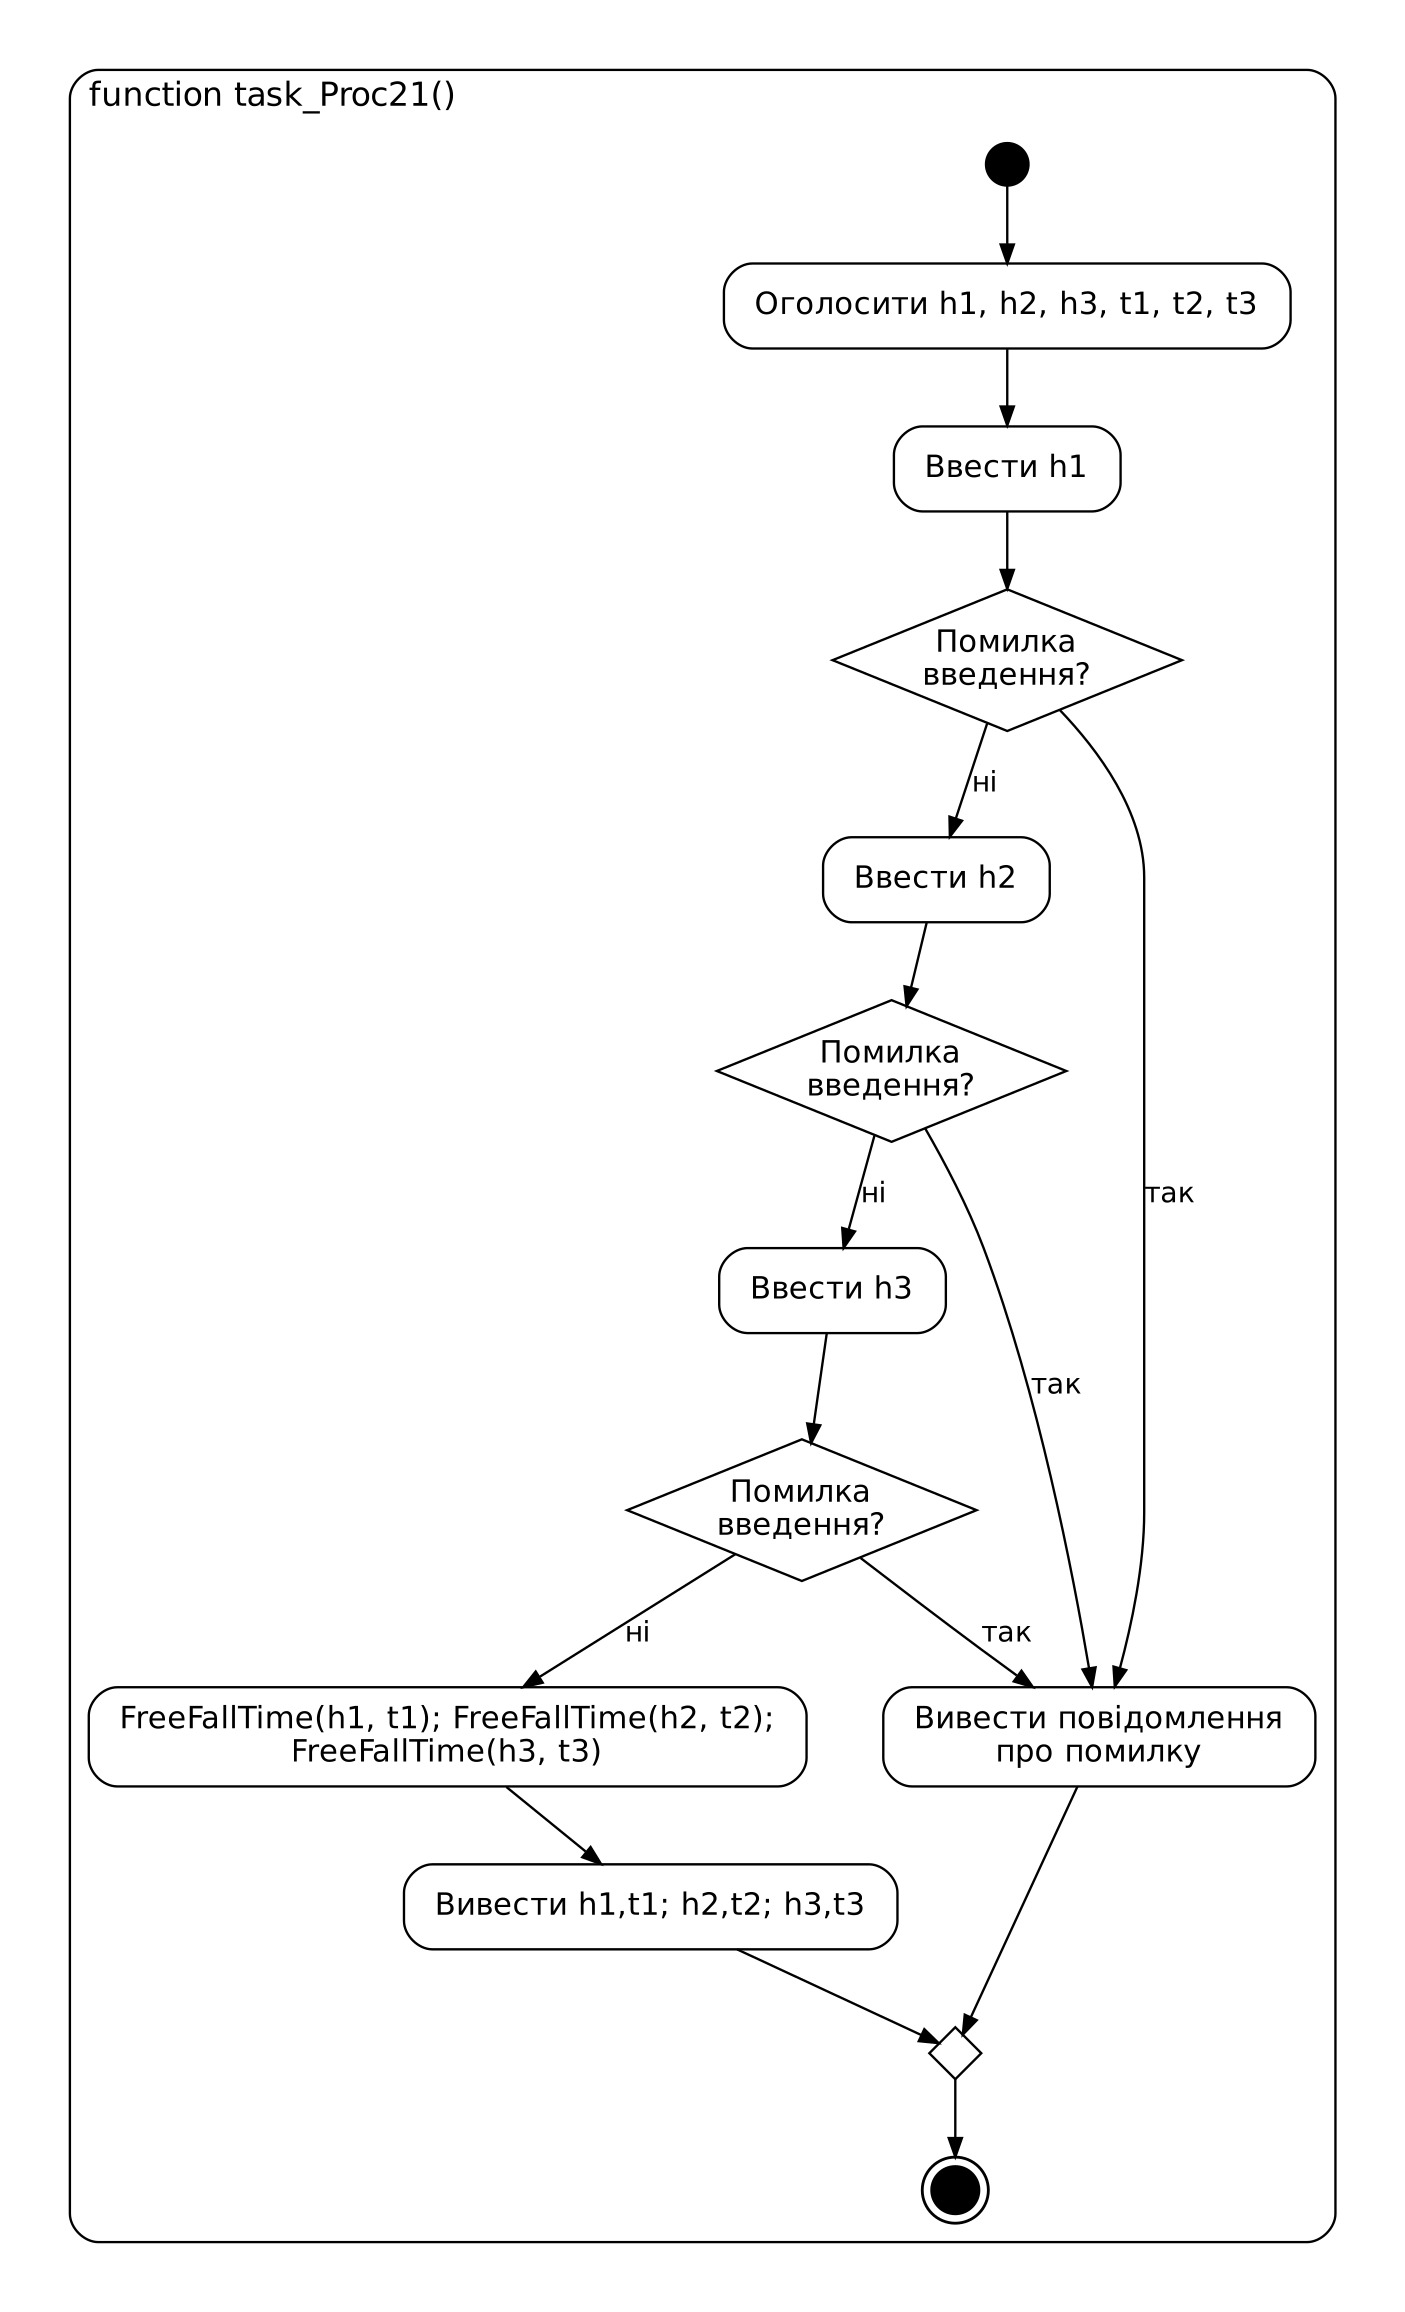 function task_Proc21()
Оголосити h1, h2, h3, t1, t2, t3
Ввести h1
Помилка
введення?
ні
Ввести h2
Помилка
введення?
ні
так
Ввести h3
так
Помилка
введення?
ні
так
FreeFallTime(h1, t1); FreeFallTime(h2, t2);
FreeFallTime(h3, t3)
Вивести повідомлення
про помилку
Вивести h1,t1; h2,t2; h3,t3